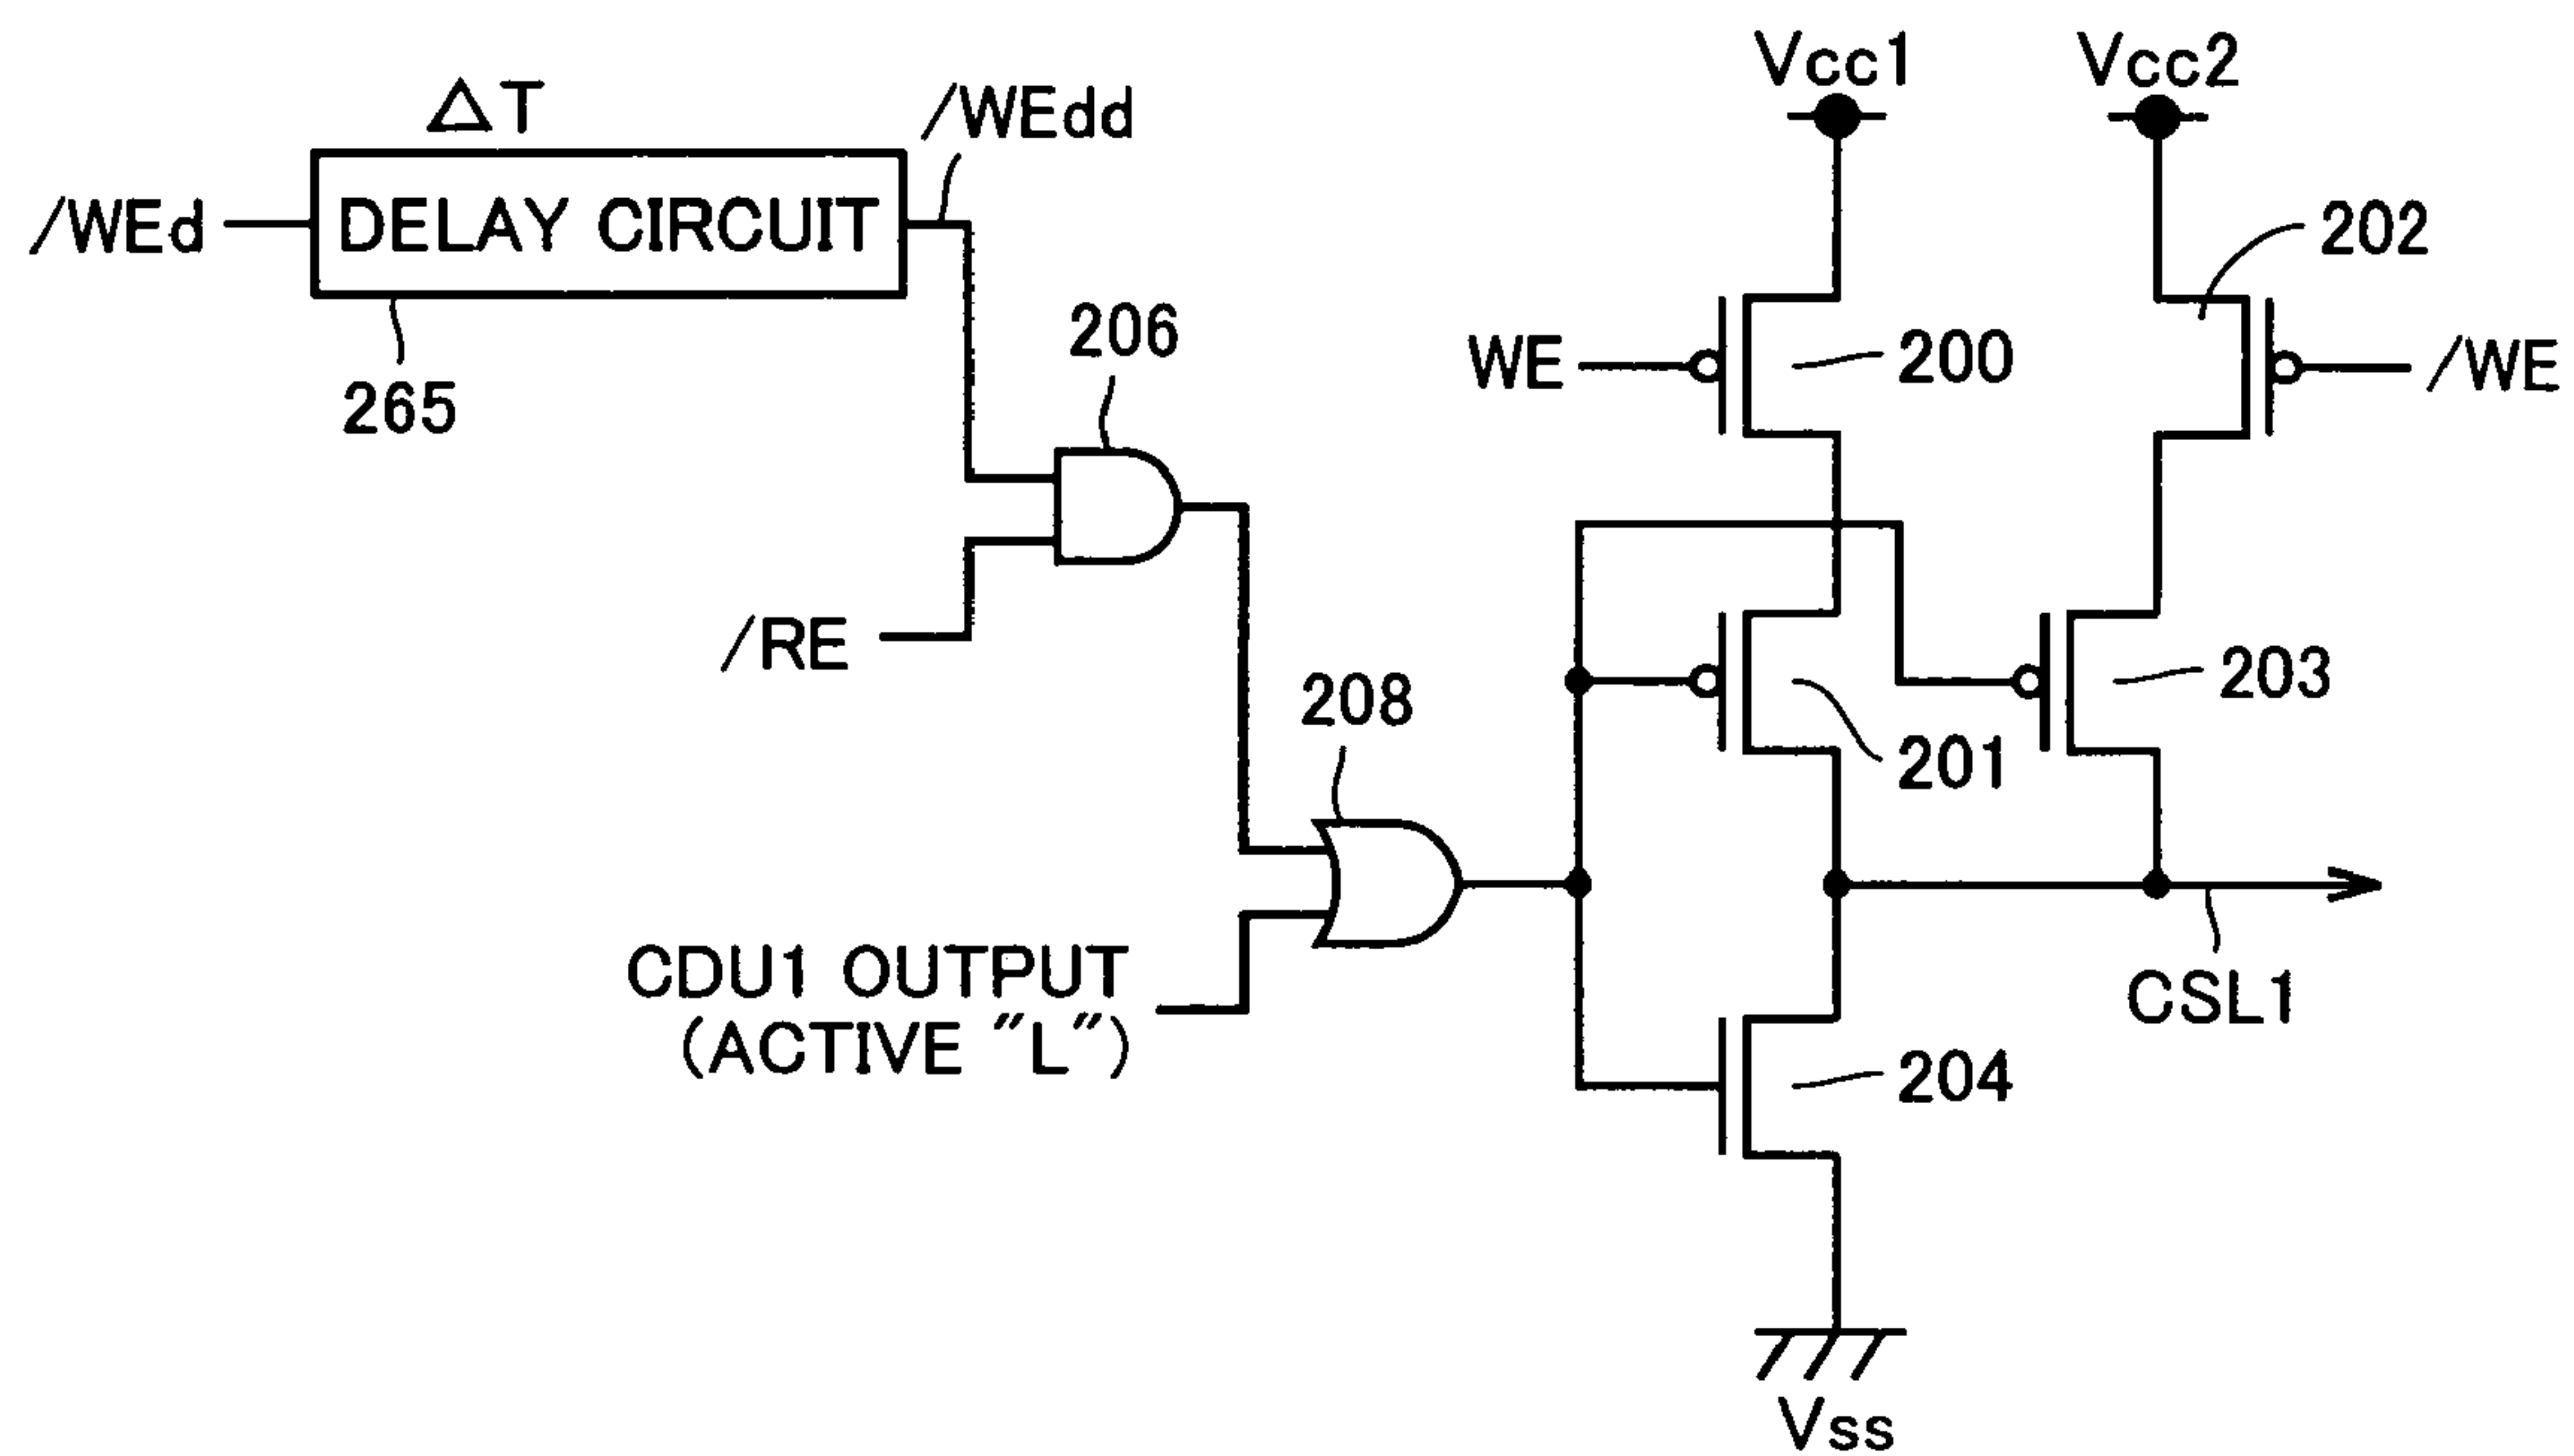 Vcc1
Vcc2
△T
/WEdd
/WEd
DELAY CIRCUIT
202
206
WE
200
/WE
265
/RE
203
208
201
CDU1 OUTPUT
(ACTIVE "L")
CSL1
204
Vss